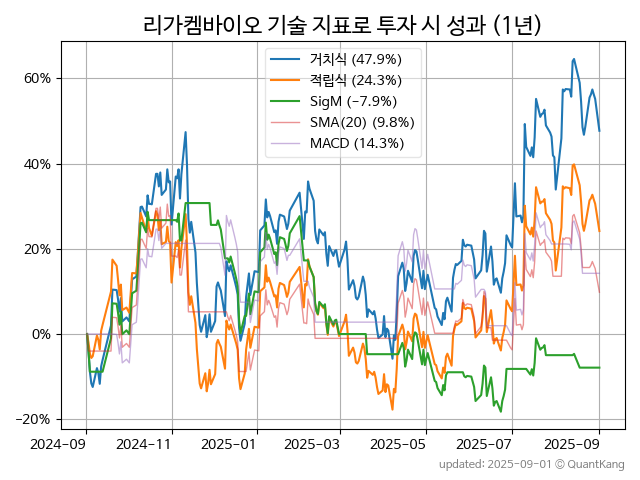 리가켐바이오 기술 지표로 투자 시 성과 (1년)
거치식 (47.9%)
적립식 (24.3%)
SigM (−7.9%)
SMA(20) (9.8%)
MACD (14.3%)
60%
40%
20%
0%
−20%
2024-09 2024-11 2025-01 2025-03 2025-05 2025-07 2025-09
updated: 2025-09-01 © QuantKang